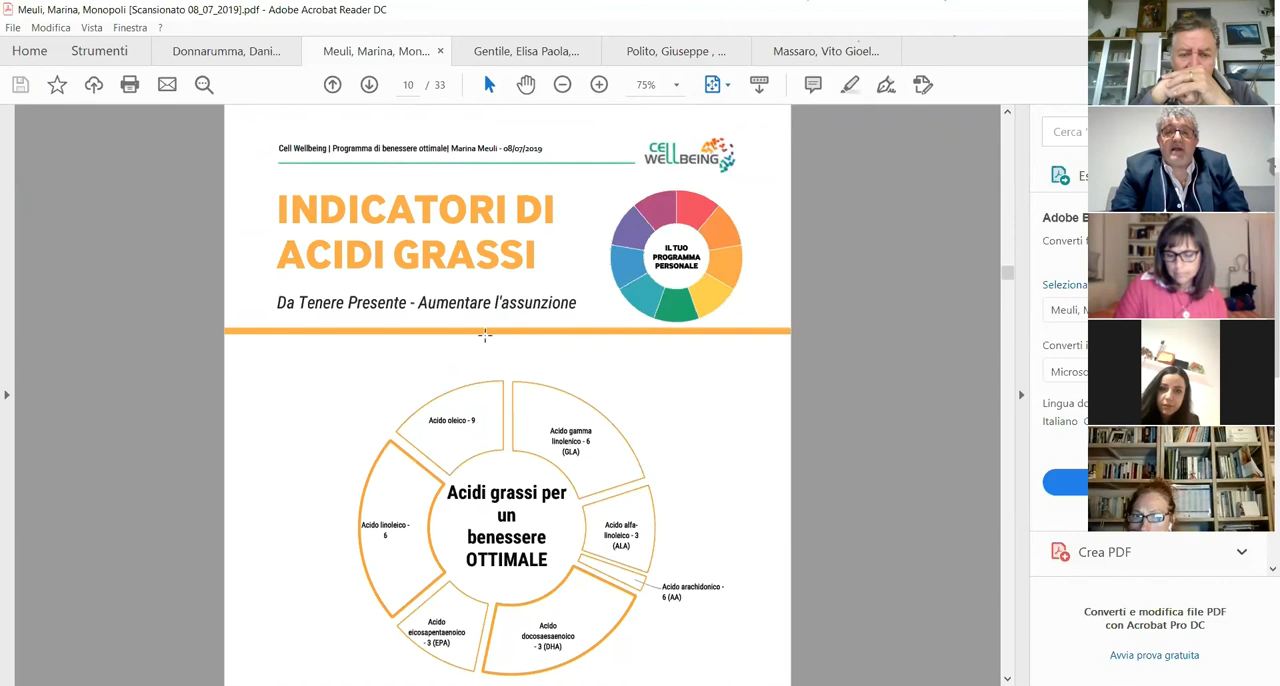 Meuli, Marina, Monopoli [Scansionato 08_07_2019].pdf - Adobe Acrobat Reader DC
File Modifica Vista Finestra ?
Home Strumenti Donnarumma, Dani... Meuli, Marina, Mon... × Gentile, Elisa Paola,... Polito, Giuseppe , ... Massaro, Vito Gioel...
10 / 33 75%
Cell Wellbeing | Programma di benessere ottimale| Marina Meuli - 08/07/2019
CELL
WELLBEING
INDICATORI DI
ACIDI GRASSI
Da Tenere Presente - Aumentare l'assunzione
IL TUO
PROGRAMMA
PERSONALE
Acido oleico - 9
Acido gamma
linolenico - 6
(GLA)
Acido linoleico -
6
Acidi grassi per
un
benessere
OTTIMALE
Acido alfa-
linoleico - 3
(ALA)
Acido arachidonico -
6 (AA)
Acido
eicosapentaenoico
- 3 (EPA)
Acido
docosaesaenoico
- 3 (DHA)
Cerca
Es
Adobe E
Converti f
Seleziona
Meuli, M
Converti i
Microso
Lingua do
Italiano
Crea PDF
Converti e modifica file PDF
con Acrobat Pro DC
Avvia prova gratuita